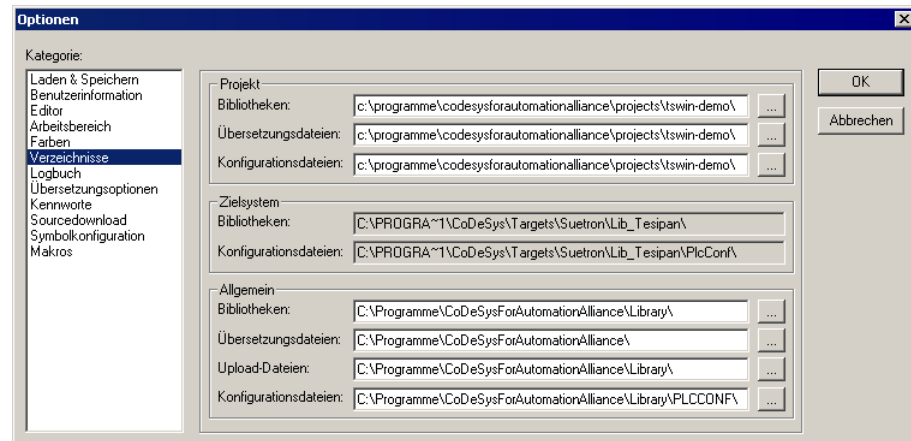 Optionen
Kategorie:
Laden & Speichern
Benutzerinformation
Editor
Arbeitsbereich
Farben
Verzeichnisse
Logbuch
Übersetzungsoptionen
Kennworte
Sourcedownload
Symbolkonfiguration
Makros
Projekt
Bibliotheken: c:\programme\codesysforautomationalliance\projects\tswin-demo\ ...
Übersetzungsdateien: c:\programme\codesysforautomationalliance\projects\tswin-demo\ ...
Konfigurationsdateien: c:\programme\codesysforautomationalliance\projects\tswin-demo\ ...
Zielsystem
Bibliotheken: C:\PROGRA~1\CoDeSys\Targets\Suetron\Lib_Tesipan\
Konfigurationsdateien: C:\PROGRA~1\CoDeSys\Targets\Suetron\Lib_Tesipan\PlcConf\
Allgemein
Bibliotheken: C:\Programme\CoDeSysForAutomationAlliance\Library\ ...
Übersetzungsdateien: C:\Programme\CoDeSysForAutomationAlliance\ ...
Upload-Dateien: C:\Programme\CoDeSysForAutomationAlliance\Library\ ...
Konfigurationsdateien: C:\Programme\CoDeSysForAutomationAlliance\Library\PLCCONF\ ...
OK
Abbrechen